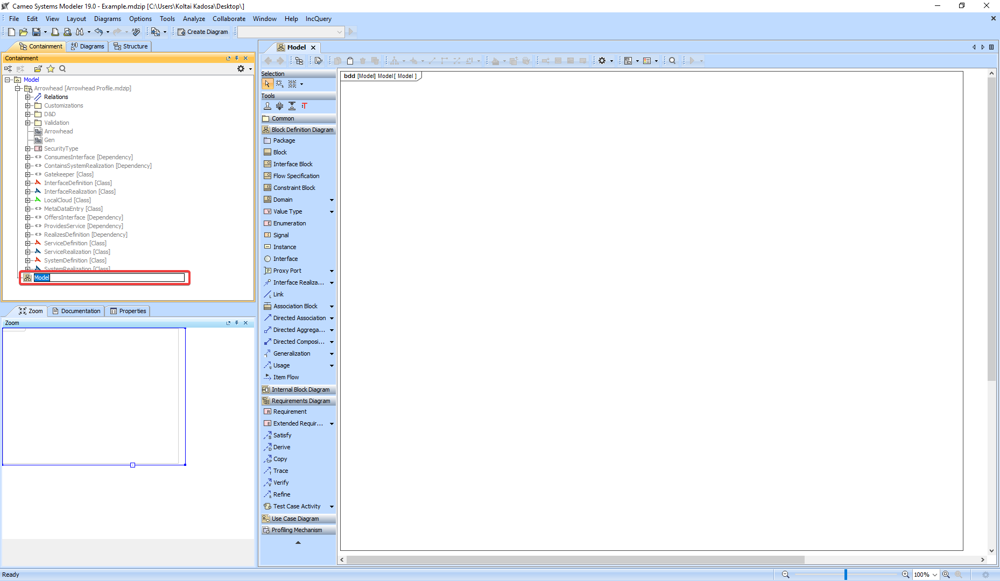 Cameo Systems Modeler 19.0 - Example.mdzip [C:\Users\Koltai Kadosa\Desktop\]
File Edit View Layout Diagrams Options Tools Analyze Collaborate Window Help IncQuery
Create Diagram
Containment Diagrams Structure
Containment
Model
Arrowhead [Arrowhead Profile.mdzip]
Relations
Customizations
D&D
Validation
Arrowhead
Gen
SecurityType
ConsumesInterface [Dependency]
ContainsSystemRealization [Dependency]
Gatekeeper [Class]
InterfaceDefinition [Class]
InterfaceRealization [Class]
LocalCloud [Class]
MetaDataEntry [Class]
OffersInterface [Dependency]
ProvidesService [Dependency]
RealizesDefinition [Dependency]
ServiceDefinition [Class]
ServiceRealization [Class]
SystemDefinition [Class]
SystemRealization [Class]
Model
Zoom Documentation Properties
Zoom
Model
Selection
Tools
Common
Block Definition Diagram
Package
Block
Interface Block
Flow Specification
Constraint Block
Domain
Value Type
Enumeration
Signal
Instance
Interface
Proxy Port
Interface Realiza...
Link
Association Block
Directed Association
Directed Aggrega...
Directed Composi...
Generalization
Usage
Item Flow
Internal Block Diagram
Requirements Diagram
Requirement
Extended Requir...
Satisfy
Derive
Copy
Trace
Verify
Refine
Test Case Activity
Use Case Diagram
Profiling Mechanism
bdd [Model] Model[ Model ]
Ready
100%